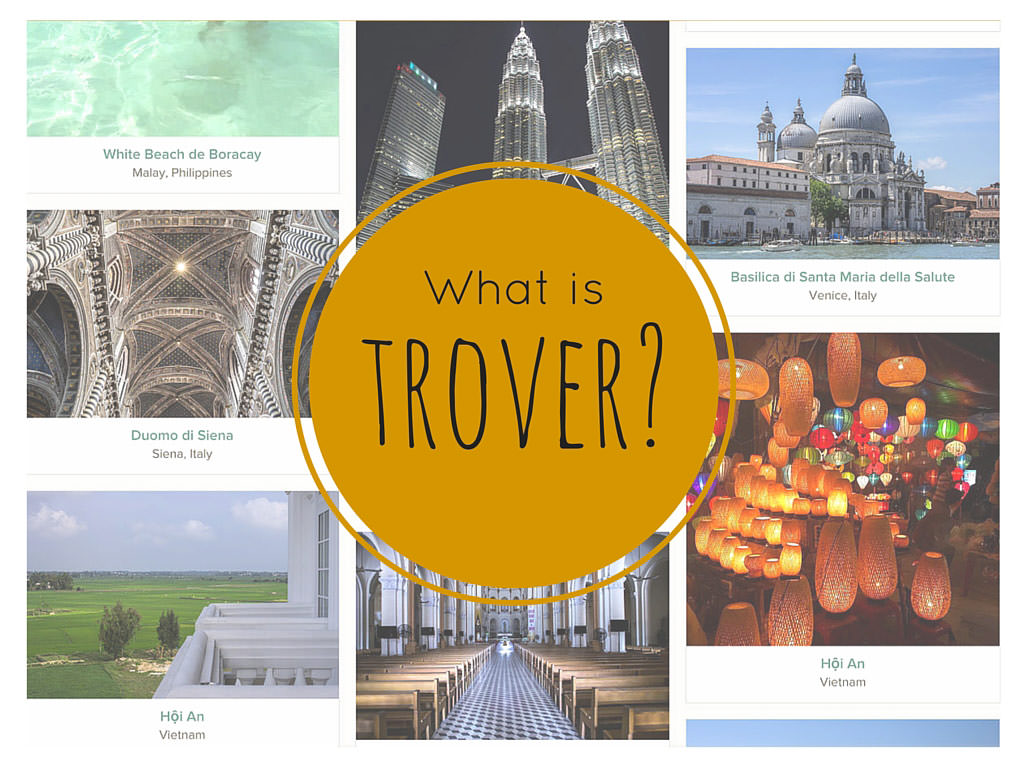 White Beach de Boracay
Malay, Philippines
Duomo di Siena
Siena, Italy
Hội An
Vietnam
What is
TROVER?
Basilica di Santa Maria della Salute
Venice, Italy
Hội An
Vietnam